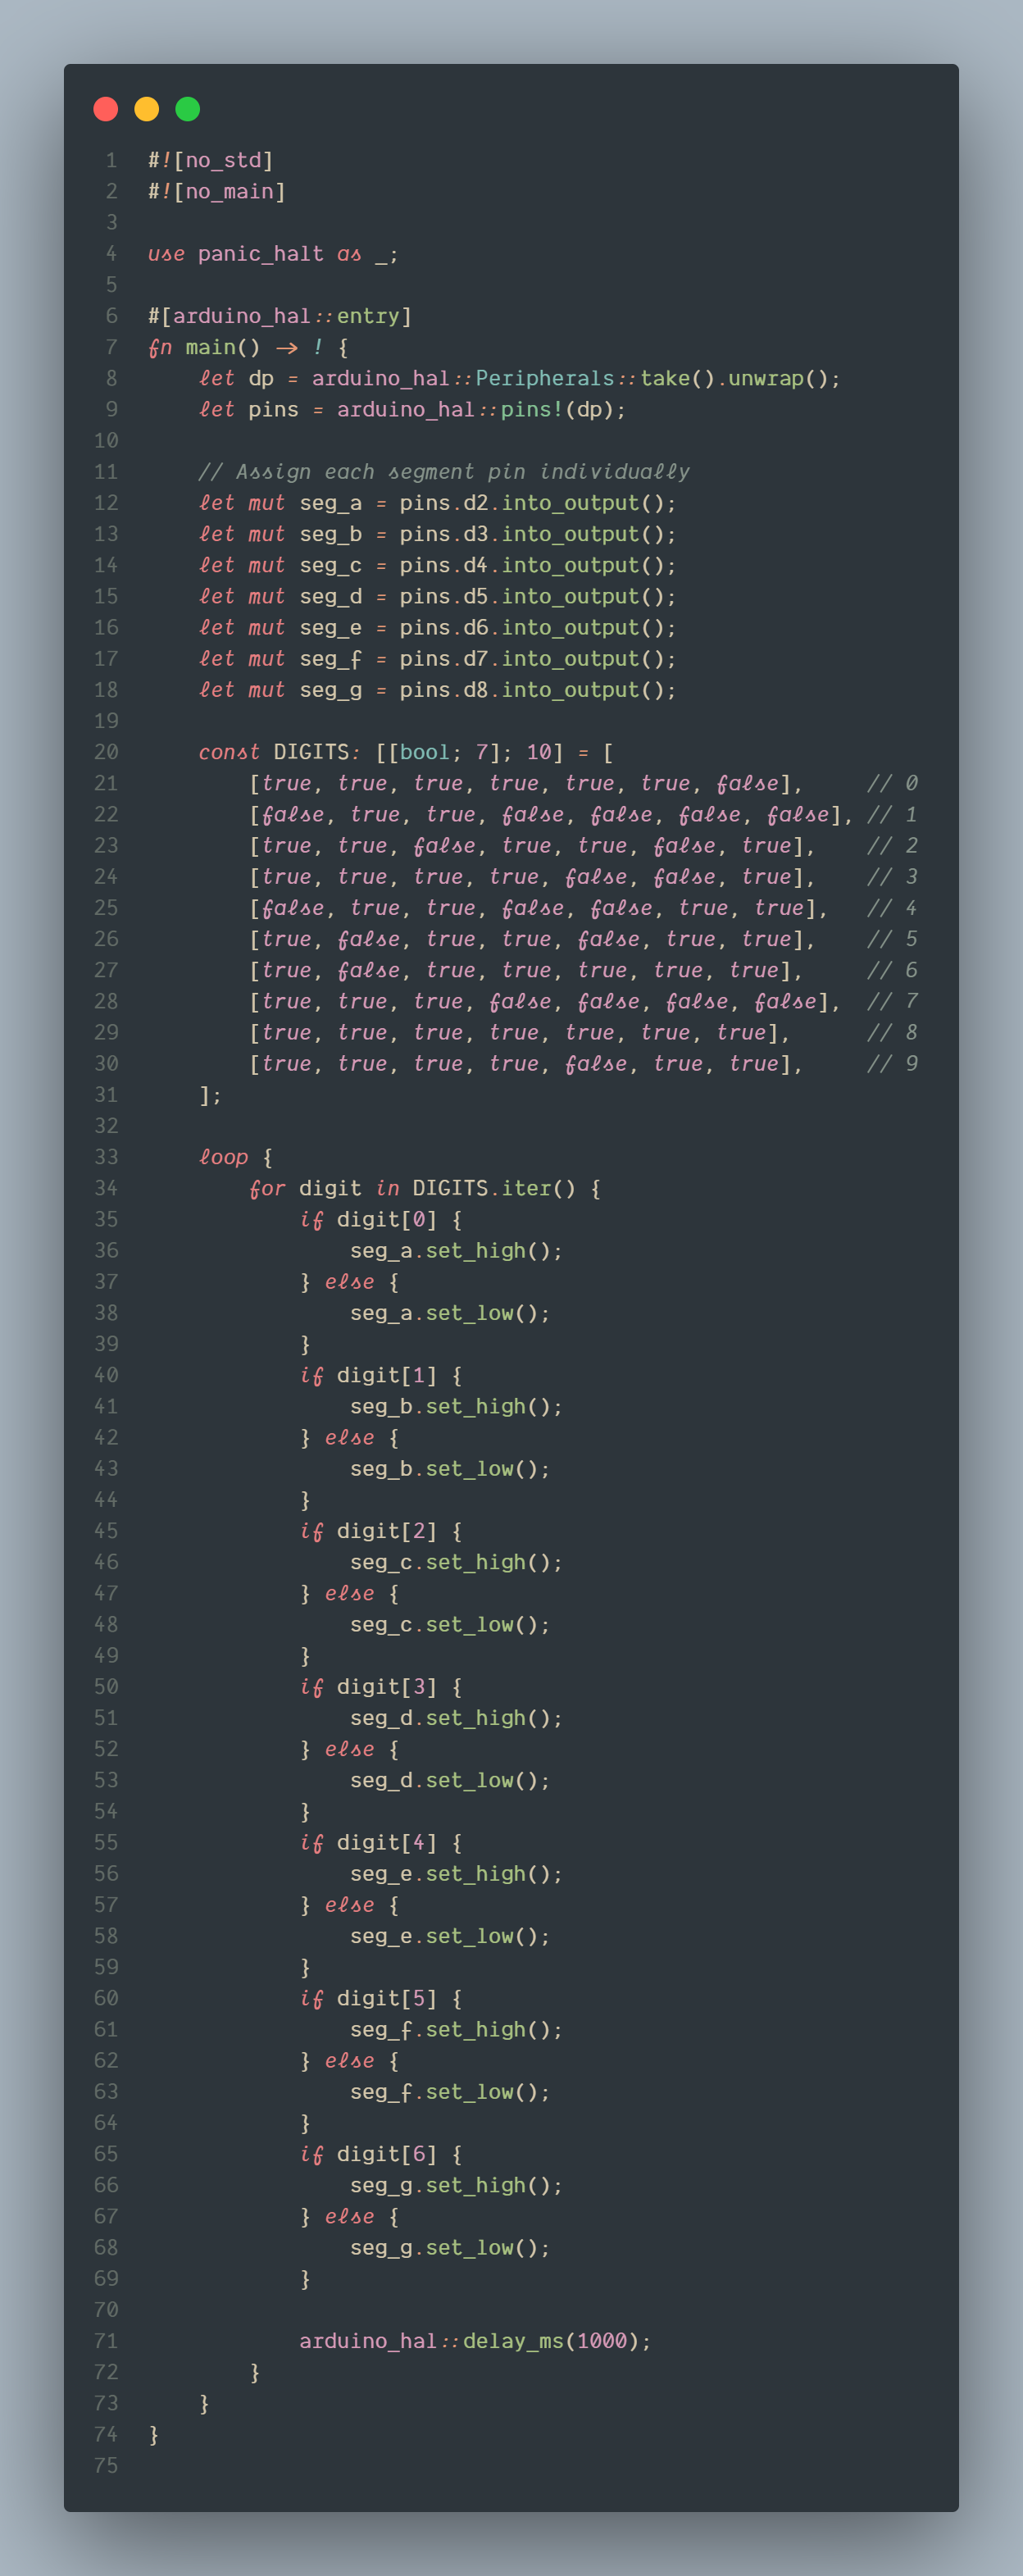 1 #![no_std]
2 #![no_main]
3
4 use panic_halt as _;
5
6 #[arduino_hal::entry]
7 fn main() -> ! {
8     let dp = arduino_hal::Peripherals::take().unwrap();
9     let pins = arduino_hal::pins!(dp);
10
11     // Assign each segment pin individually
12     let mut seg_a = pins.d2.into_output();
13     let mut seg_b = pins.d3.into_output();
14     let mut seg_c = pins.d4.into_output();
15     let mut seg_d = pins.d5.into_output();
16     let mut seg_e = pins.d6.into_output();
17     let mut seg_f = pins.d7.into_output();
18     let mut seg_g = pins.d8.into_output();
19
20     const DIGITS: [[bool; 7]; 10] = [
21         [true, true, true, true, true, true, false],     // 0
22         [false, true, true, false, false, false, false], // 1
23         [true, true, false, true, true, false, true],    // 2
24         [true, true, true, true, false, false, true],    // 3
25         [false, true, true, false, false, true, true],   // 4
26         [true, false, true, true, false, true, true],    // 5
27         [true, false, true, true, true, true, true],     // 6
28         [true, true, true, false, false, false, false],  // 7
29         [true, true, true, true, true, true, true],      // 8
30         [true, true, true, true, false, true, true],     // 9
31     ];
32
33     loop {
34         for digit in DIGITS.iter() {
35             if digit[0] {
36                 seg_a.set_high();
37             } else {
38                 seg_a.set_low();
39             }
40             if digit[1] {
41                 seg_b.set_high();
42             } else {
43                 seg_b.set_low();
44             }
45             if digit[2] {
46                 seg_c.set_high();
47             } else {
48                 seg_c.set_low();
49             }
50             if digit[3] {
51                 seg_d.set_high();
52             } else {
53                 seg_d.set_low();
54             }
55             if digit[4] {
56                 seg_e.set_high();
57             } else {
58                 seg_e.set_low();
59             }
60             if digit[5] {
61                 seg_f.set_high();
62             } else {
63                 seg_f.set_low();
64             }
65             if digit[6] {
66                 seg_g.set_high();
67             } else {
68                 seg_g.set_low();
69             }
70
71             arduino_hal::delay_ms(1000);
72         }
73     }
74 }
75